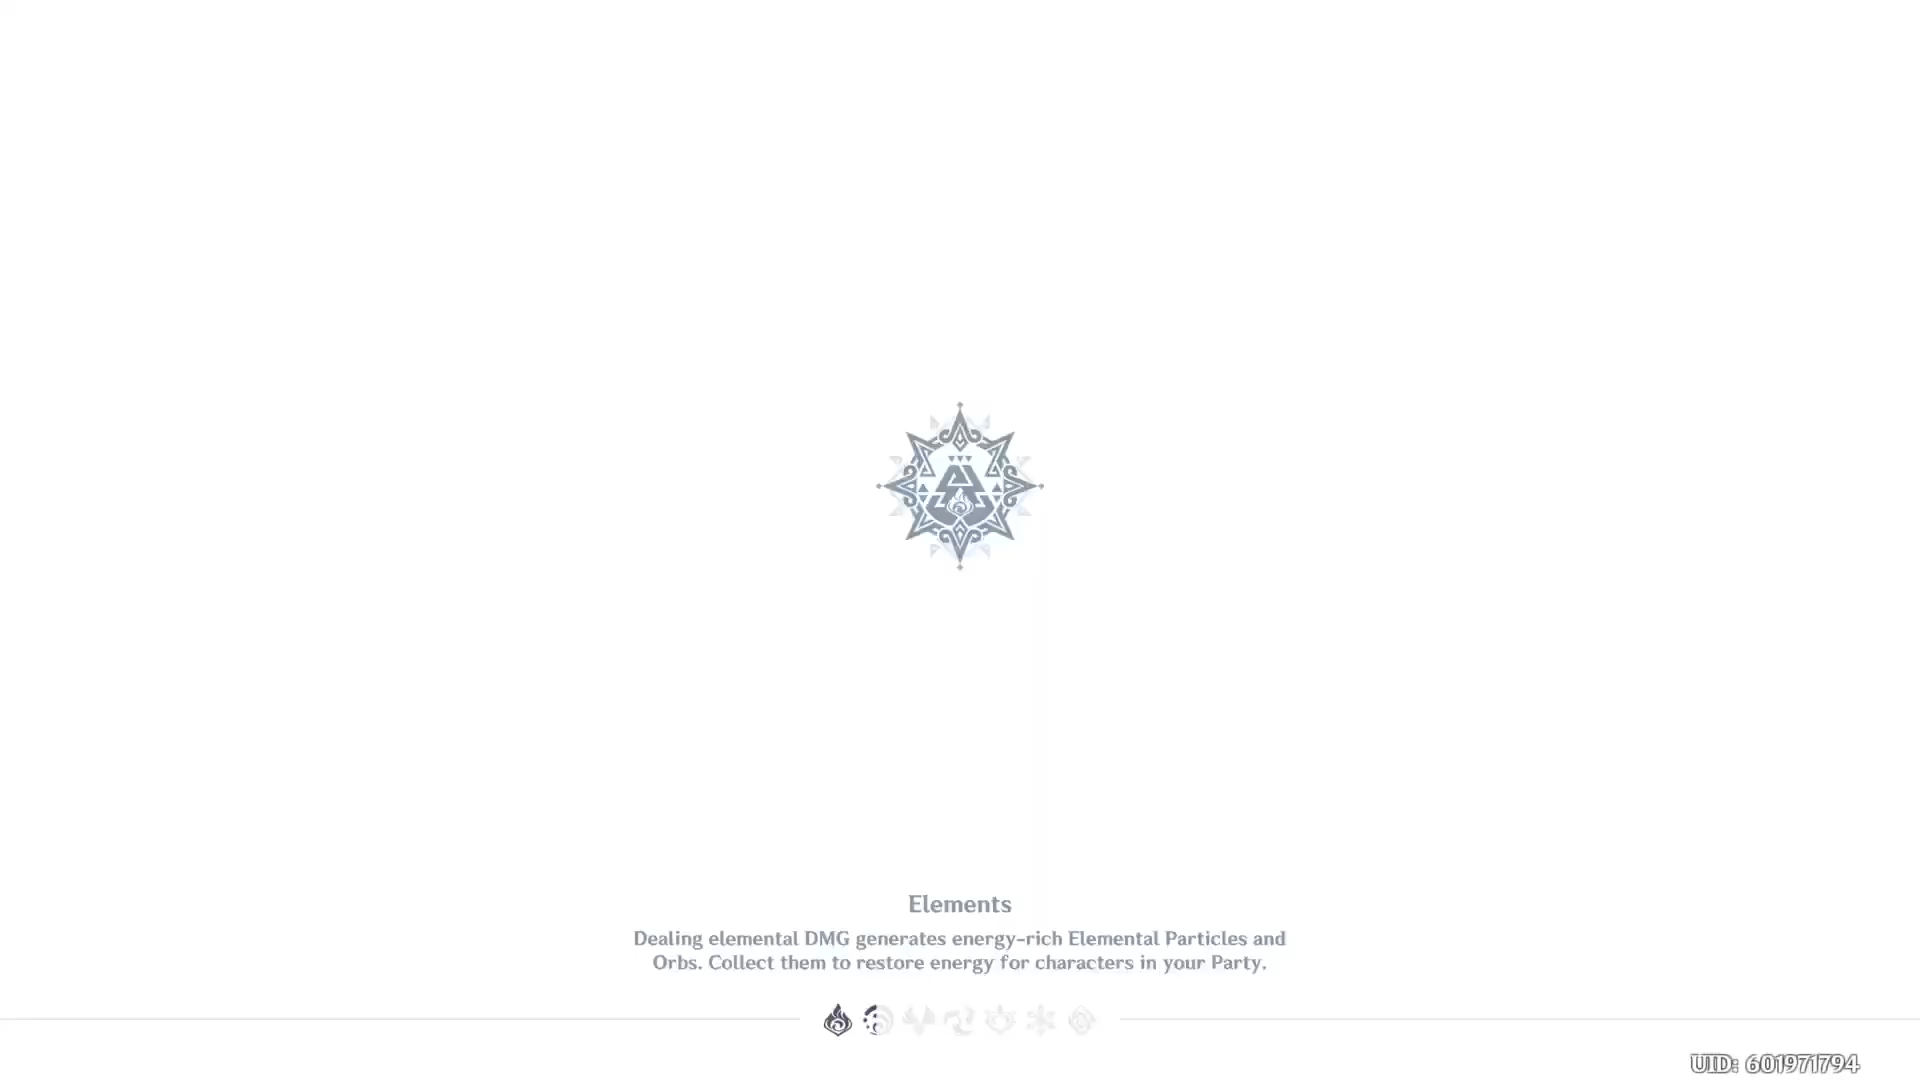 Elements
Dealing elemental DMG generates energy-rich Elemental Particles and
Orbs. Collect them to restore energy for characters in your Party.
UID: 601971794